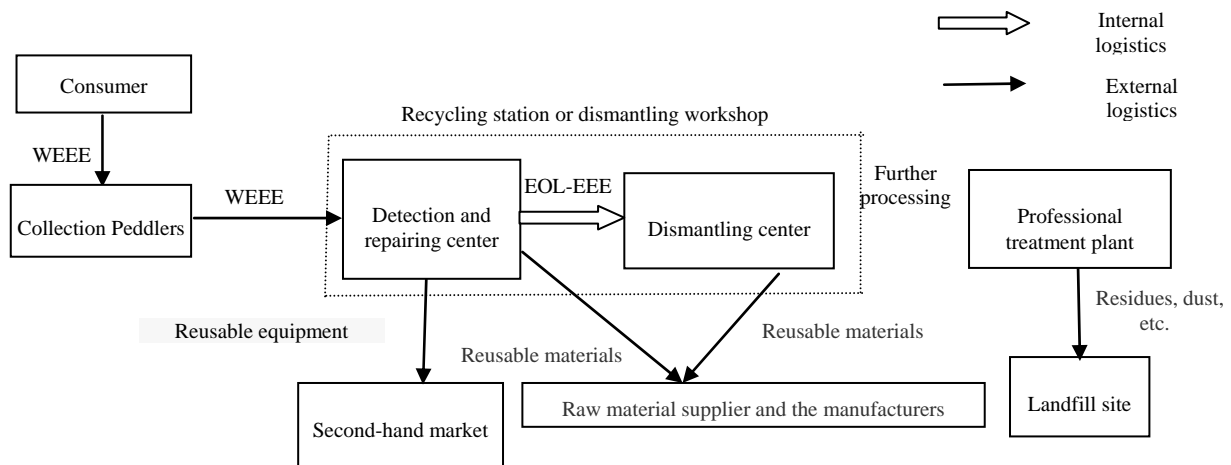 Internal
logistics
Consumer
External
logistics
Recycling station or dismantling workshop
WEEE
EOL-EEE
Further
processing
WEEE
Collection Peddlers
Detection and
repairing center
Dismantling center
Professional
treatment plant
Residues, dust,
etc.
Reusable equipment
Reusable materials
Reusable materials
Raw material supplier and the manufacturers
Landfill site
Second-hand market